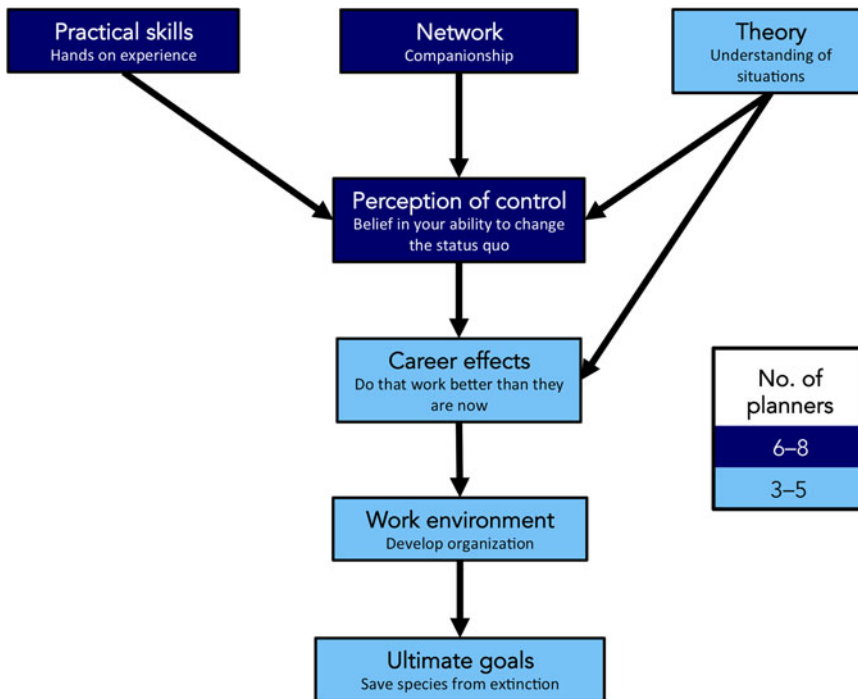 Practical skills
Hands on experience
Network
Companionship
Theory
Understanding of
situations
Perception of control
Belief in your ability to change
the status quo
Career effects
Do that work better than they
are now
No. of
planners
6–8
3–5
Work environment
Develop organization
Ultimate goals
Save species from extinction